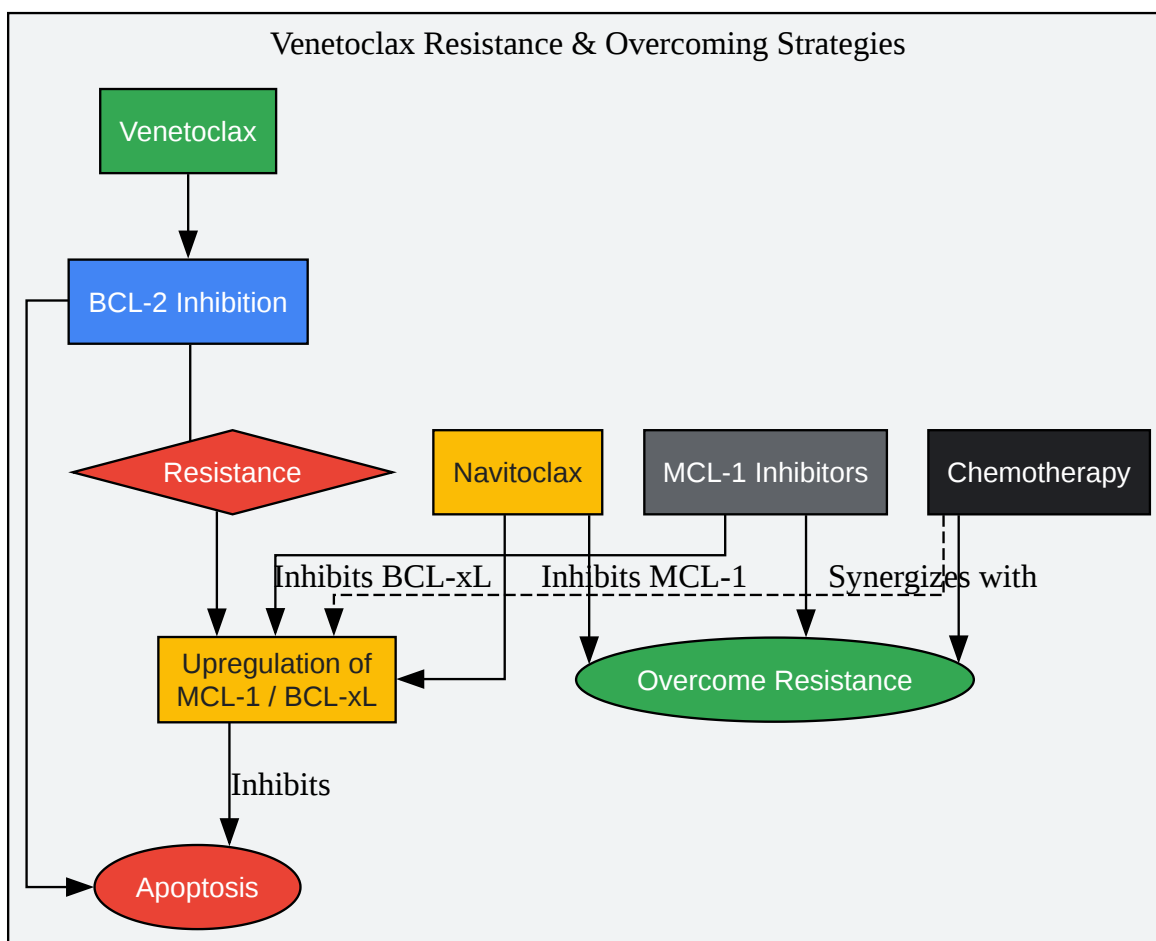 Venetoclax Resistance & Overcoming Strategies
Venetoclax
BCL-2 Inhibition
Resistance
Navitoclax
MCL-1 Inhibitors
Chemotherapy
Inhibits BCL-xL
Inhibits MCL-1
Synergizes with
Upregulation of
MCL-1 / BCL-xL
Overcome Resistance
Inhibits
Apoptosis